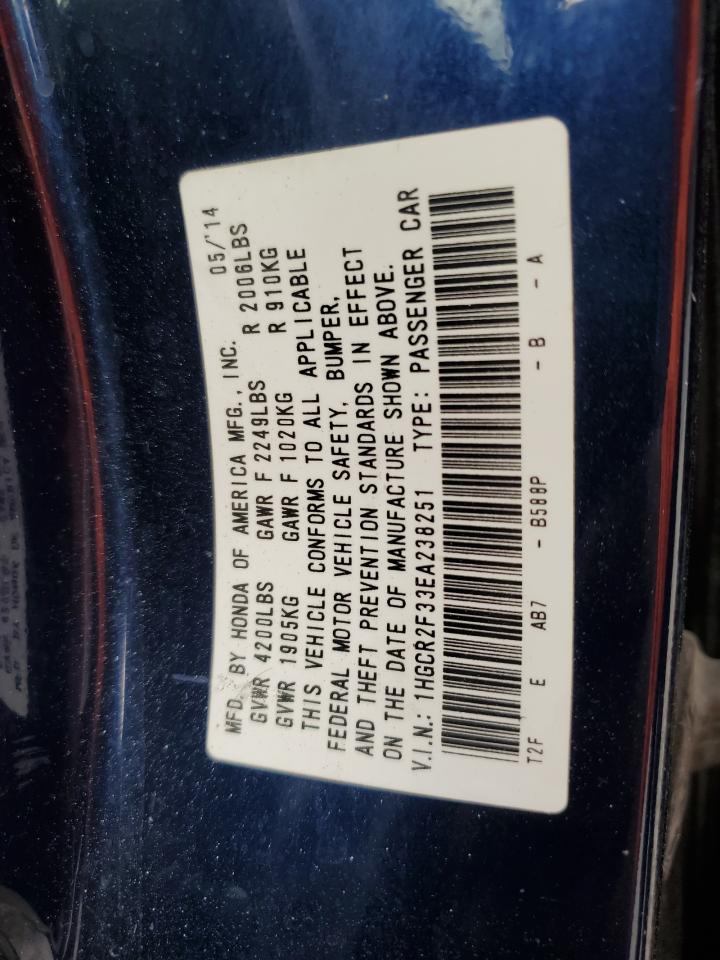 MFD. BY HONDA OF AMERICA MFG., INC. 05/'14
GVWR 4200LBS GAWR F 2249LBS R 2006LBS
GVWR 1905KG GAWR F 1020KG R 910KG
THIS VEHICLE CONFORMS TO ALL APPLICABLE
FEDERAL MOTOR VEHICLE SAFETY, BUMPER,
AND THEFT PREVENTION STANDARDS IN EFFECT
ON THE DATE OF MANUFACTURE SHOWN ABOVE.
V.I.N.: 1HGCR2F33EA238251 TYPE: PASSENGER CAR
T2F E AB7 - B588P - B - A